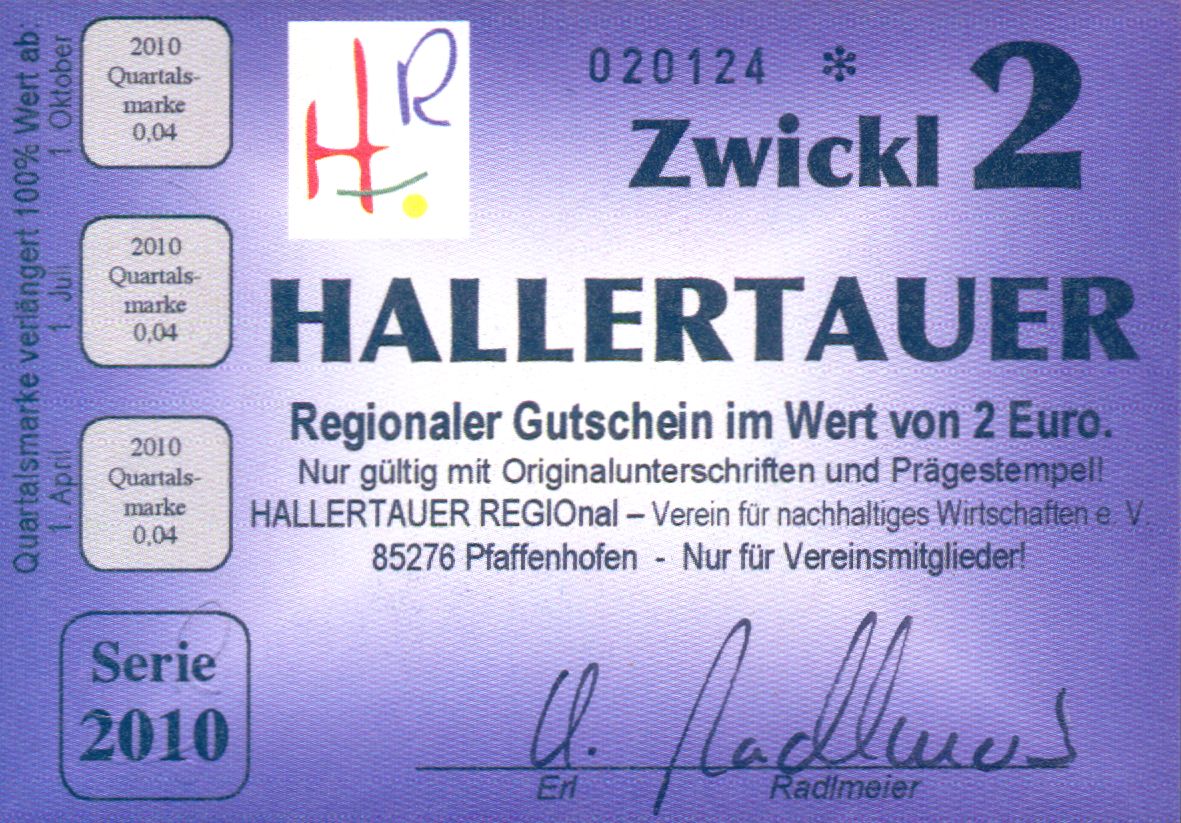 Quartalsmarke verlängert 100% Wert ab:
1. Oktober
1. Juli
1. April
2010
Quartals-
marke
0,04
2010
Quartals-
marke
0,04
2010
Quartals-
marke
0,04
Serie
2010
HR
020124 *
Zwickl 2
HALLERTAUER
Regionaler Gutschein im Wert von 2 Euro.
Nur gültig mit Originalunterschriften und Prägestempel!
HALLERTAUER REGIOnal – Verein für nachhaltiges Wirtschaften e. V.
85276 Pfaffenhofen - Nur für Vereinsmitglieder!
Erl Radlmeier